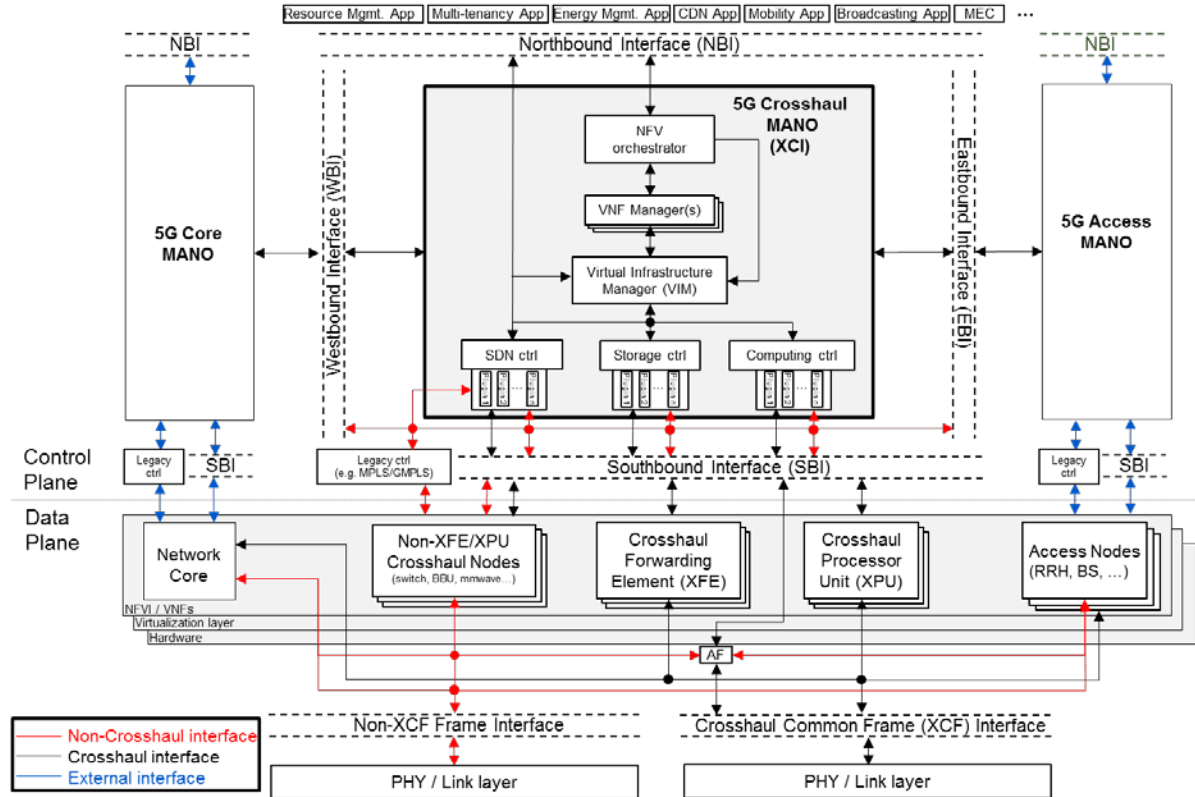 Resource Mgmt. App
Multi-tenancy App
Energy Mgmt. App
CDN App
Mobility App
Broadcasting App
MEC
...
NBI
Northbound Interface (NBI)
NBI
5G Core
MANO
Westbound Interface (WBI)
5G Crosshaul
MANO
(XCI)
NFV
orchestrator
VNF Manager(s)
Virtual Infrastructure
Manager (VIM)
SDN ctrl
Storage ctrl
Computing ctrl
Plugin1
Plugin2
...
Plugin1
Plugin2
...
Plugin1
Plugin2
...
Eastbound Interface (EBI)
5G Access
MANO
Control
Plane
Legacy
ctrl
SBI
Legacy ctrl
(e.g. MPLS/GMPLS)
Southbound Interface (SBI)
Legacy
ctrl
SBI
Data
Plane
Network
Core
Non-XFE/XPU
Crosshaul Nodes
(switch, BBU, mmwave...)
Crosshaul
Forwarding
Element (XFE)
Crosshaul
Processor
Unit (XPU)
Access Nodes
(RRH, BS, ...)
NFVI / VNFs
Virtualization layer
Hardware
AF
Non-XCF Frame Interface
Crosshaul Common Frame (XCF) Interface
PHY / Link layer
PHY / Link layer
Non-Crosshaul interface
Crosshaul interface
External interface